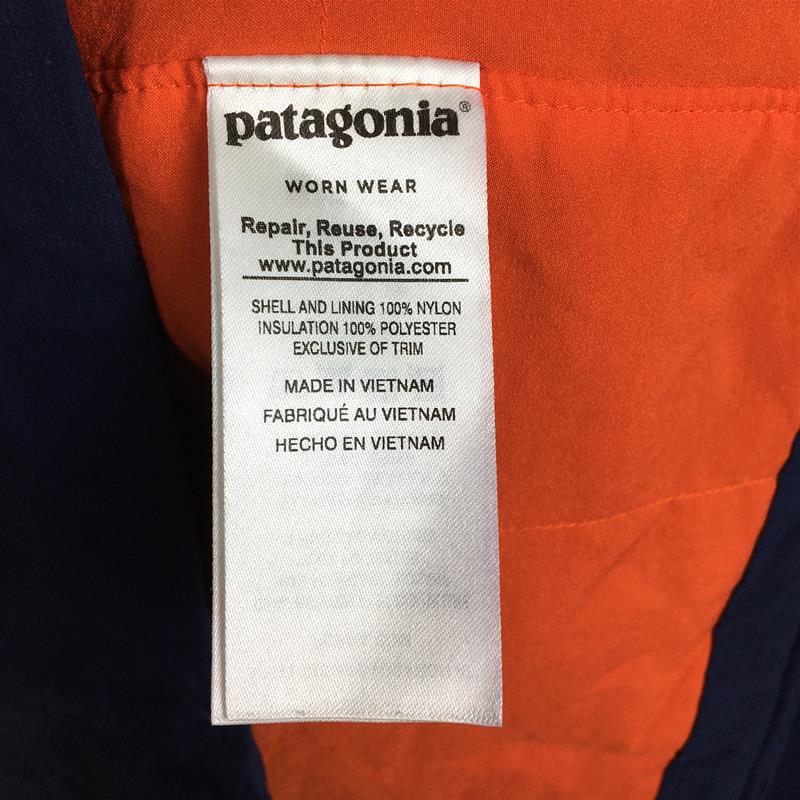 patagonia®
WORN WEAR
Repair, Reuse, Recycle
This Product
www.patagonia.com
SHELL AND LINING 100% NYLON
INSULATION 100% POLYESTER
EXCLUSIVE OF TRIM
MADE IN VIETNAM
FABRIQUÉ AU VIETNAM
HECHO EN VIETNAM